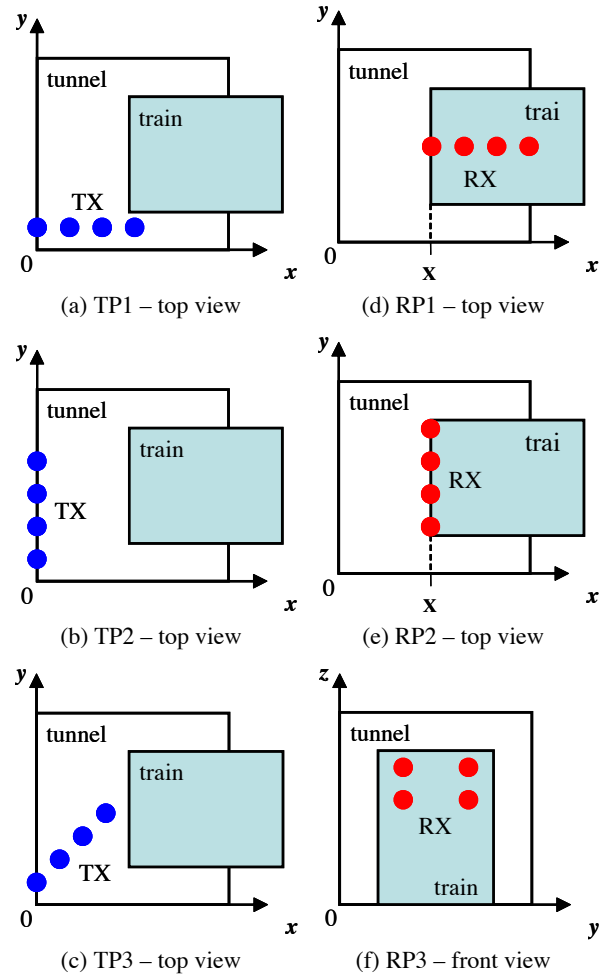 y
tunnel
train
TX
0
x
(a) TP1 – top view
y
tunnel
trai
RX
0
x
x
(d) RP1 – top view
y
tunnel
train
TX
0
x
(b) TP2 – top view
y
tunnel
trai
RX
0
x
x
(e) RP2 – top view
y
tunnel
train
TX
0
x
(c) TP3 – top view
z
tunnel
RX
train
0
y
(f) RP3 – front view